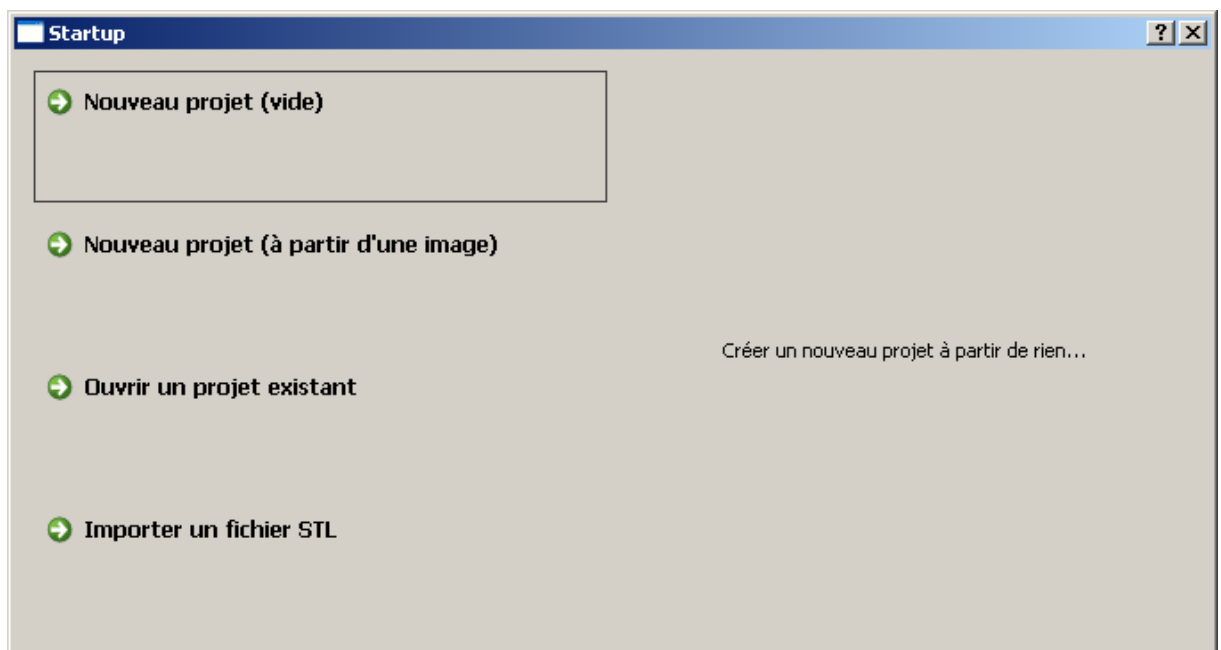 Startup
Nouveau projet (vide)
Nouveau projet (à partir d'une image)
Créer un nouveau projet à partir de rien...
Ouvrir un projet existant
Importer un fichier STL